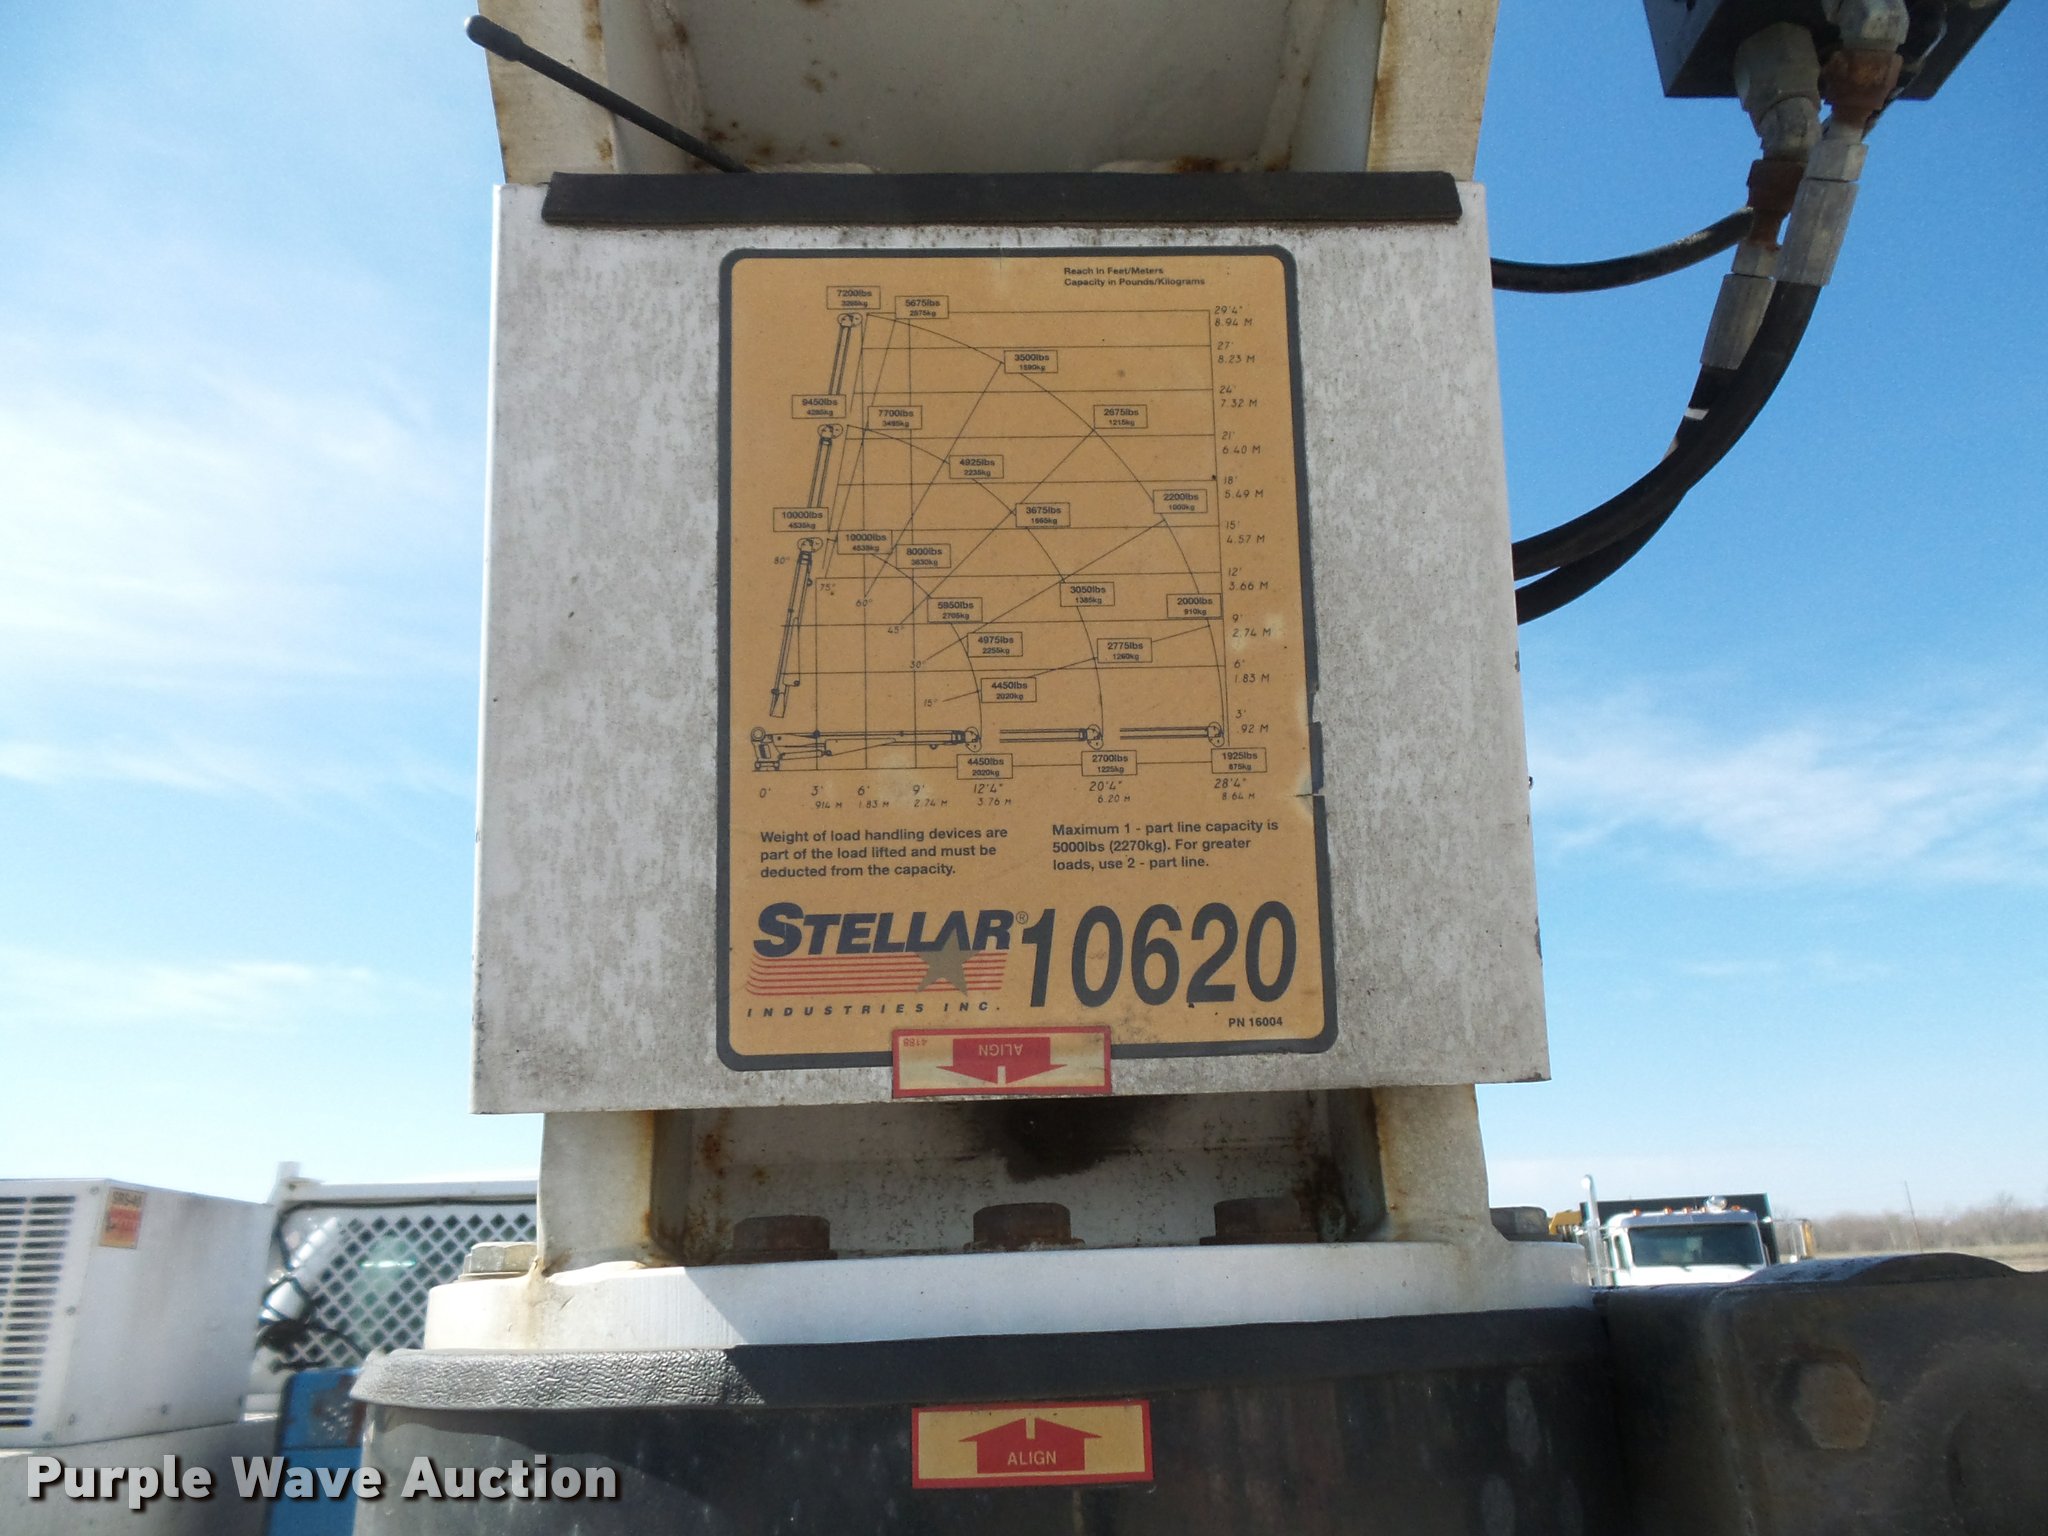 Reach in Feet/Meters
Capacity in Pounds/Kilograms
7200lbs
3265kg
5675lbs
2575kg
29'4"
8.94 M
27'
8.23 M
3500lbs
1590kg
24'
7.32 M
9450lbs
4285kg
7700lbs
3495kg
2675lbs
1215kg
21'
6.40 M
4925lbs
2235kg
18'
5.49 M
2200lbs
1000kg
10000lbs
4535kg
3675lbs
1665kg
15'
4.57 M
10000lbs
4535kg
8000lbs
3630kg
80°
12'
3.66 M
75°
3050lbs
1385kg
60°
5950lbs
2705kg
2000lbs
910kg
45°
9'
2.74 M
4975lbs
2255kg
2775lbs
1260kg
30°
6'
1.83 M
4450lbs
2020kg
15°
3'
.92 M
4450lbs
2020kg
2700lbs
1225kg
1925lbs
875kg
0' 3' 6' 9' 12'4" 20'4" 28'4"
.914 M 1.83 M 2.74 M 3.76 M 6.20 M 8.64 M
Weight of load handling devices are
part of the load lifted and must be
deducted from the capacity.
Maximum 1 - part line capacity is
5000lbs (2270kg). For greater
loads, use 2 - part line.
STELLAR® 10620
INDUSTRIES INC.
PN 16004
4188
ALIGN
ALIGN
Purple Wave Auction